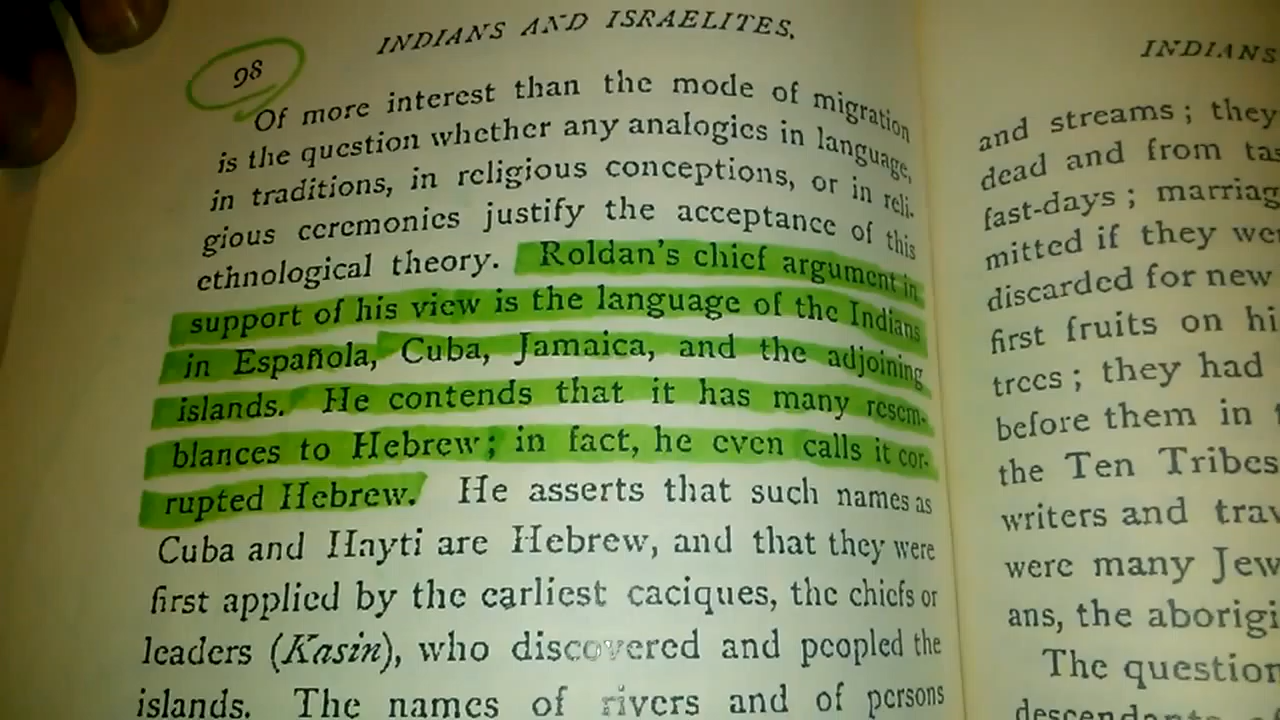 INDIANS AND ISRAELITES.
98
Of more interest than the mode of migration
is the question whether any analogies in language,
in traditions, in religious conceptions, or in reli-
gious ceremonies justify the acceptance of this
ethnological theory. Roldan's chief argument in
support of his view is the language of the Indians
in Española, Cuba, Jamaica, and the adjoining
islands. He contends that it has many resem-
blances to Hebrew; in fact, he even calls it cor-
rupted Hebrew. He asserts that such names as
Cuba and Hayti are Hebrew, and that they were
first applied by the earliest caciques, the chiefs or
leaders (Kasin), who discovered and peopled the
islands. The names of rivers and of persons
INDIANS
and streams; they
dead and from
fast-days;
mitted if they
discarded for new
first fruits on
trees; they had
before them in
the Ten Tribes
writers and
were many
ans, the
The question